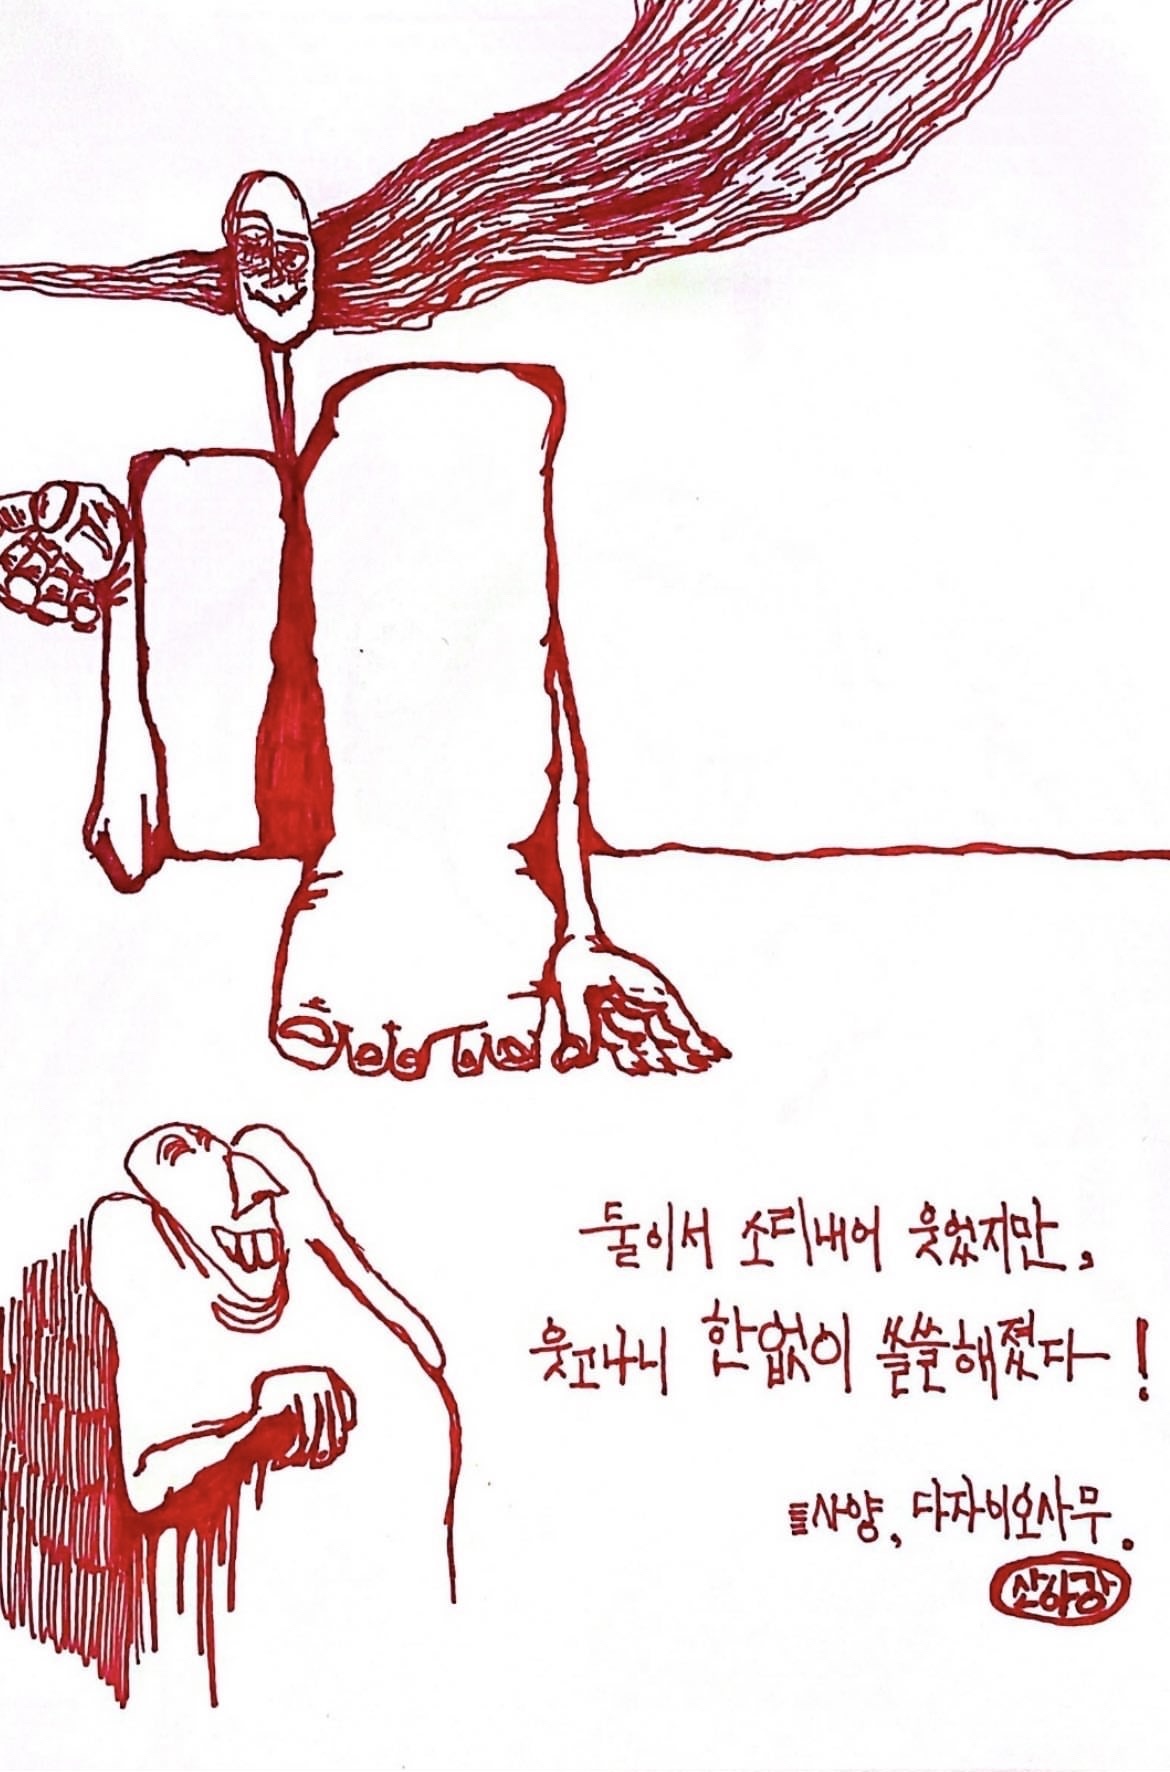 둘이서 소리내어 웃었지만,
웃고나니 한없이 쓸쓸해졌다ㅡ!
사양, 다자이오사무.
산하강